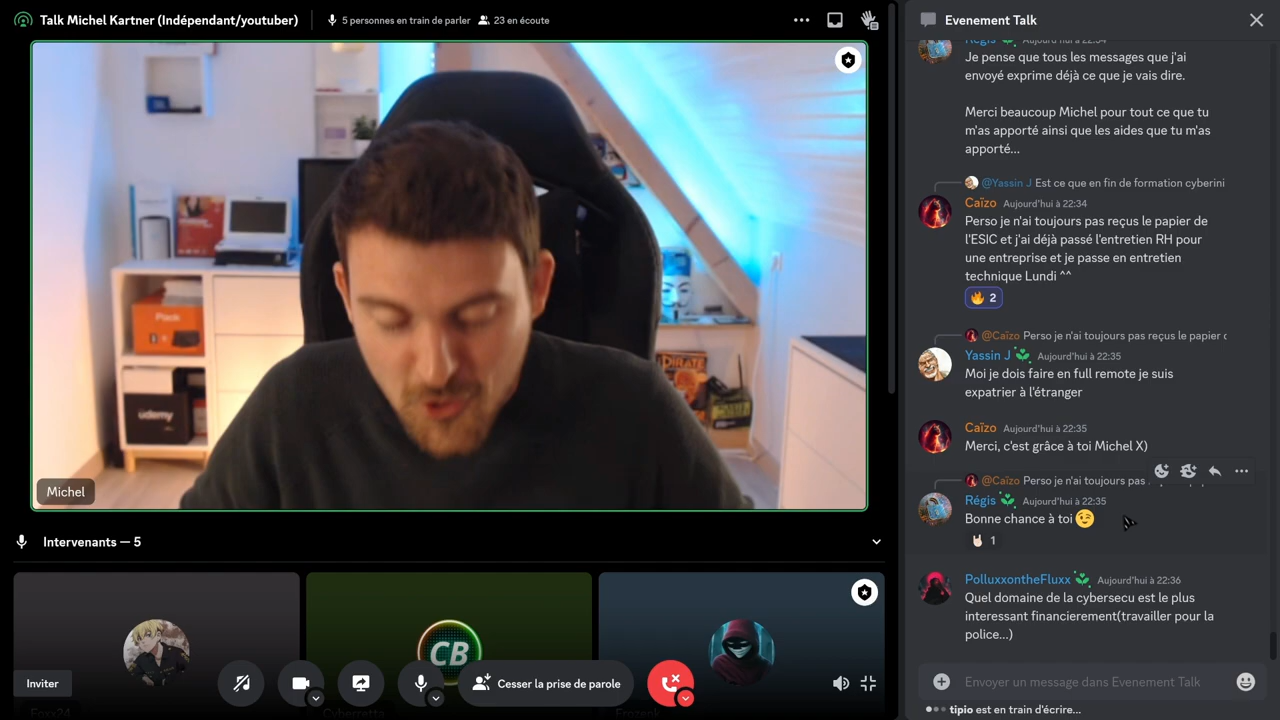 Talk Michel Kartner (Indépendant/youtuber)
5 personnes en train de parler
23 en écoute
Michel
Pack
udemy
PIRATE
Intervenants — 5
CB
Inviter
Cesser la prise de parole
Evenement Talk
Régis Aujourd'hui à 22:34
Je pense que tous les messages que j'ai
envoyé exprime déjà ce que je vais dire.
Merci beaucoup Michel pour tout ce que tu
m'as apporté ainsi que les aides que tu m'as
apporté...
@Yassin J Est ce que en fin de formation cyberini
Caïzo Aujourd'hui à 22:34
Perso je n'ai toujours pas reçus le papier de
l'ESIC et j'ai déjà passé l'entretien RH pour
une entreprise et je passe en entretien
technique Lundi ^^
🔥 2
@Caïzo Perso je n'ai toujours pas reçus le papier
Yassin J Aujourd'hui à 22:35
Moi je dois faire en full remote je suis
expatrier à l'étranger
Caïzo Aujourd'hui à 22:35
Merci, c'est grâce à toi Michel X)
@Caïzo Perso je n'ai toujours pas
Régis Aujourd'hui à 22:35
Bonne chance à toi 😉
🤘🏻 1
PolluxxontheFluxx Aujourd'hui à 22:36
Quel domaine de la cybersecu est le plus
interessant financierement(travailler pour la
police...)
Envoyer un message dans Evenement Talk
tipio est en train d'écrire...